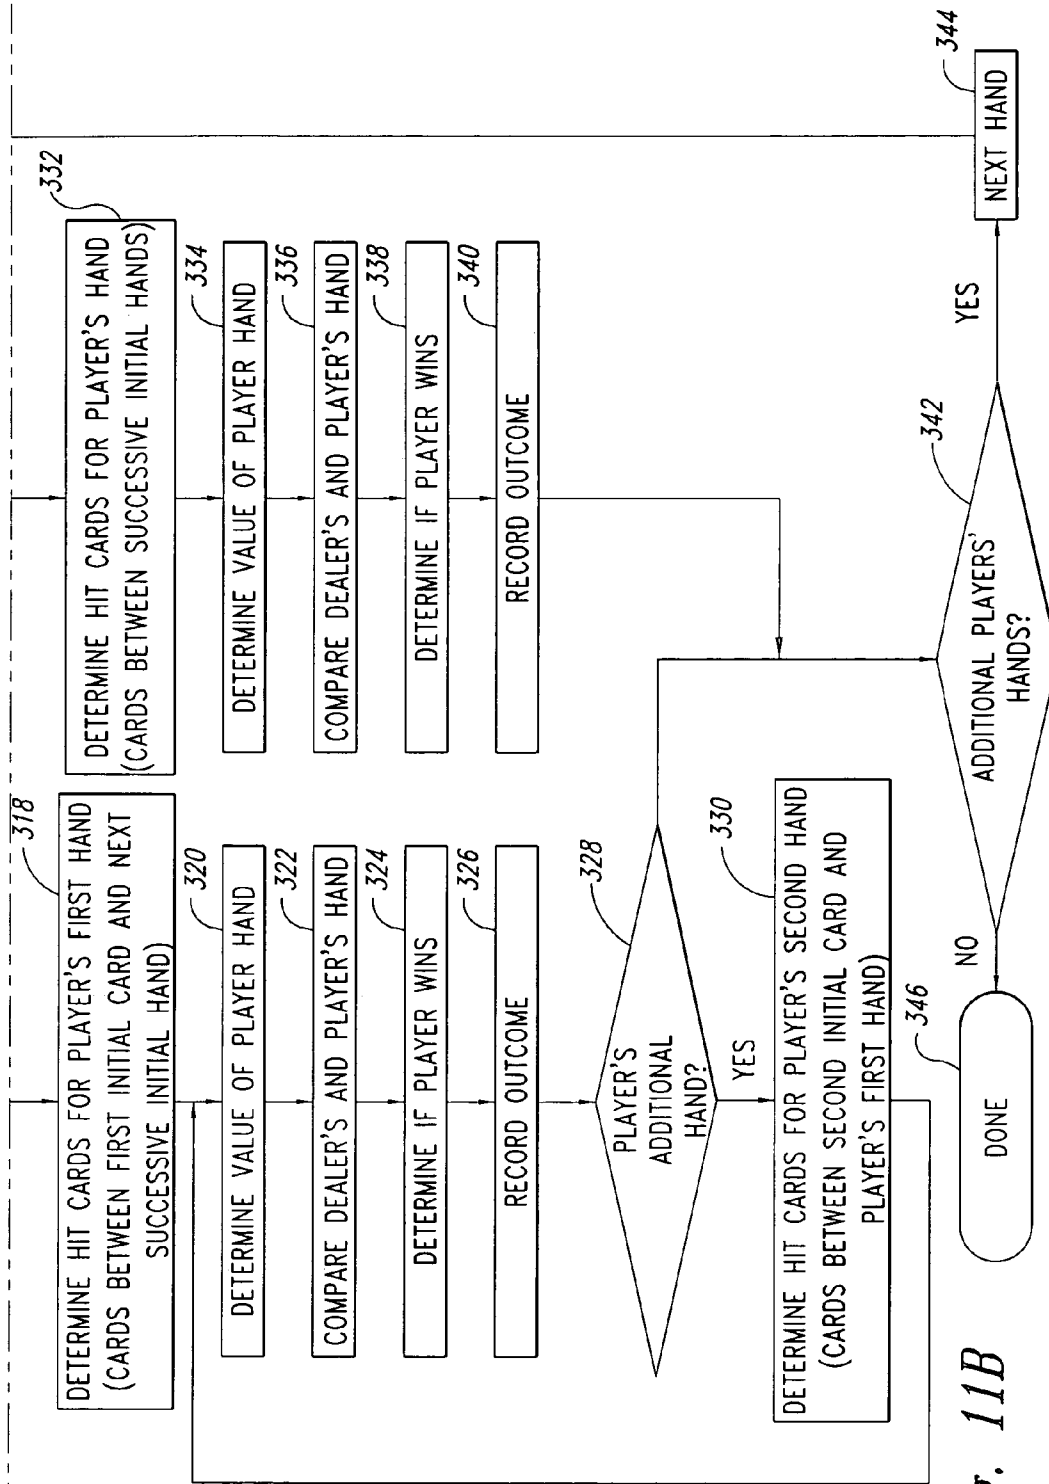 318
DETERMINE HIT CARDS FOR PLAYER'S FIRST HAND
(CARDS BETWEEN FIRST INITIAL CARD AND NEXT
SUCCESSIVE INITIAL HAND)
320
DETERMINE VALUE OF PLAYER HAND
322
COMPARE DEALER'S AND PLAYER'S HAND
324
DETERMINE IF PLAYER WINS
326
RECORD OUTCOME
328
PLAYER'S
ADDITIONAL
HAND?
YES
330
DETERMINE HIT CARDS FOR PLAYER'S SECOND HAND
(CARDS BETWEEN SECOND INITIAL CARD AND
PLAYER'S FIRST HAND)
332
DETERMINE HIT CARDS FOR PLAYER'S HAND
(CARDS BETWEEN SUCCESSIVE INITIAL HANDS)
334
DETERMINE VALUE OF PLAYER HAND
336
COMPARE DEALER'S AND PLAYER'S HAND
338
DETERMINE IF PLAYER WINS
340
RECORD OUTCOME
342
ADDITIONAL PLAYERS'
HANDS?
YES
344
NEXT HAND
NO
346
DONE
11B